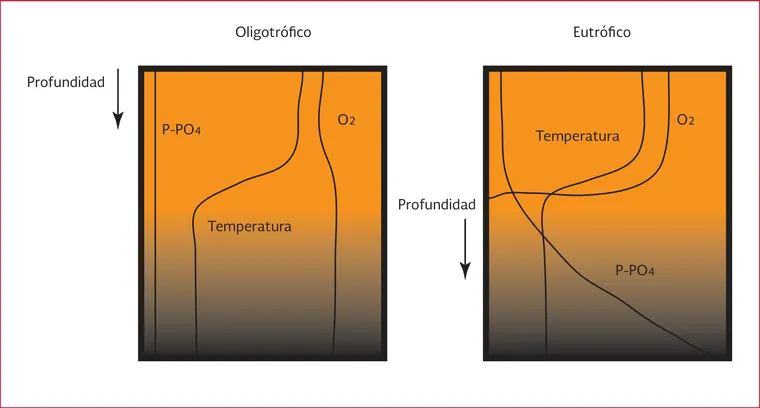 Oligotrófico
Profundidad
P-PO4
O2
Temperatura
Eutrófico
Profundidad
Temperatura
O2
P-PO4